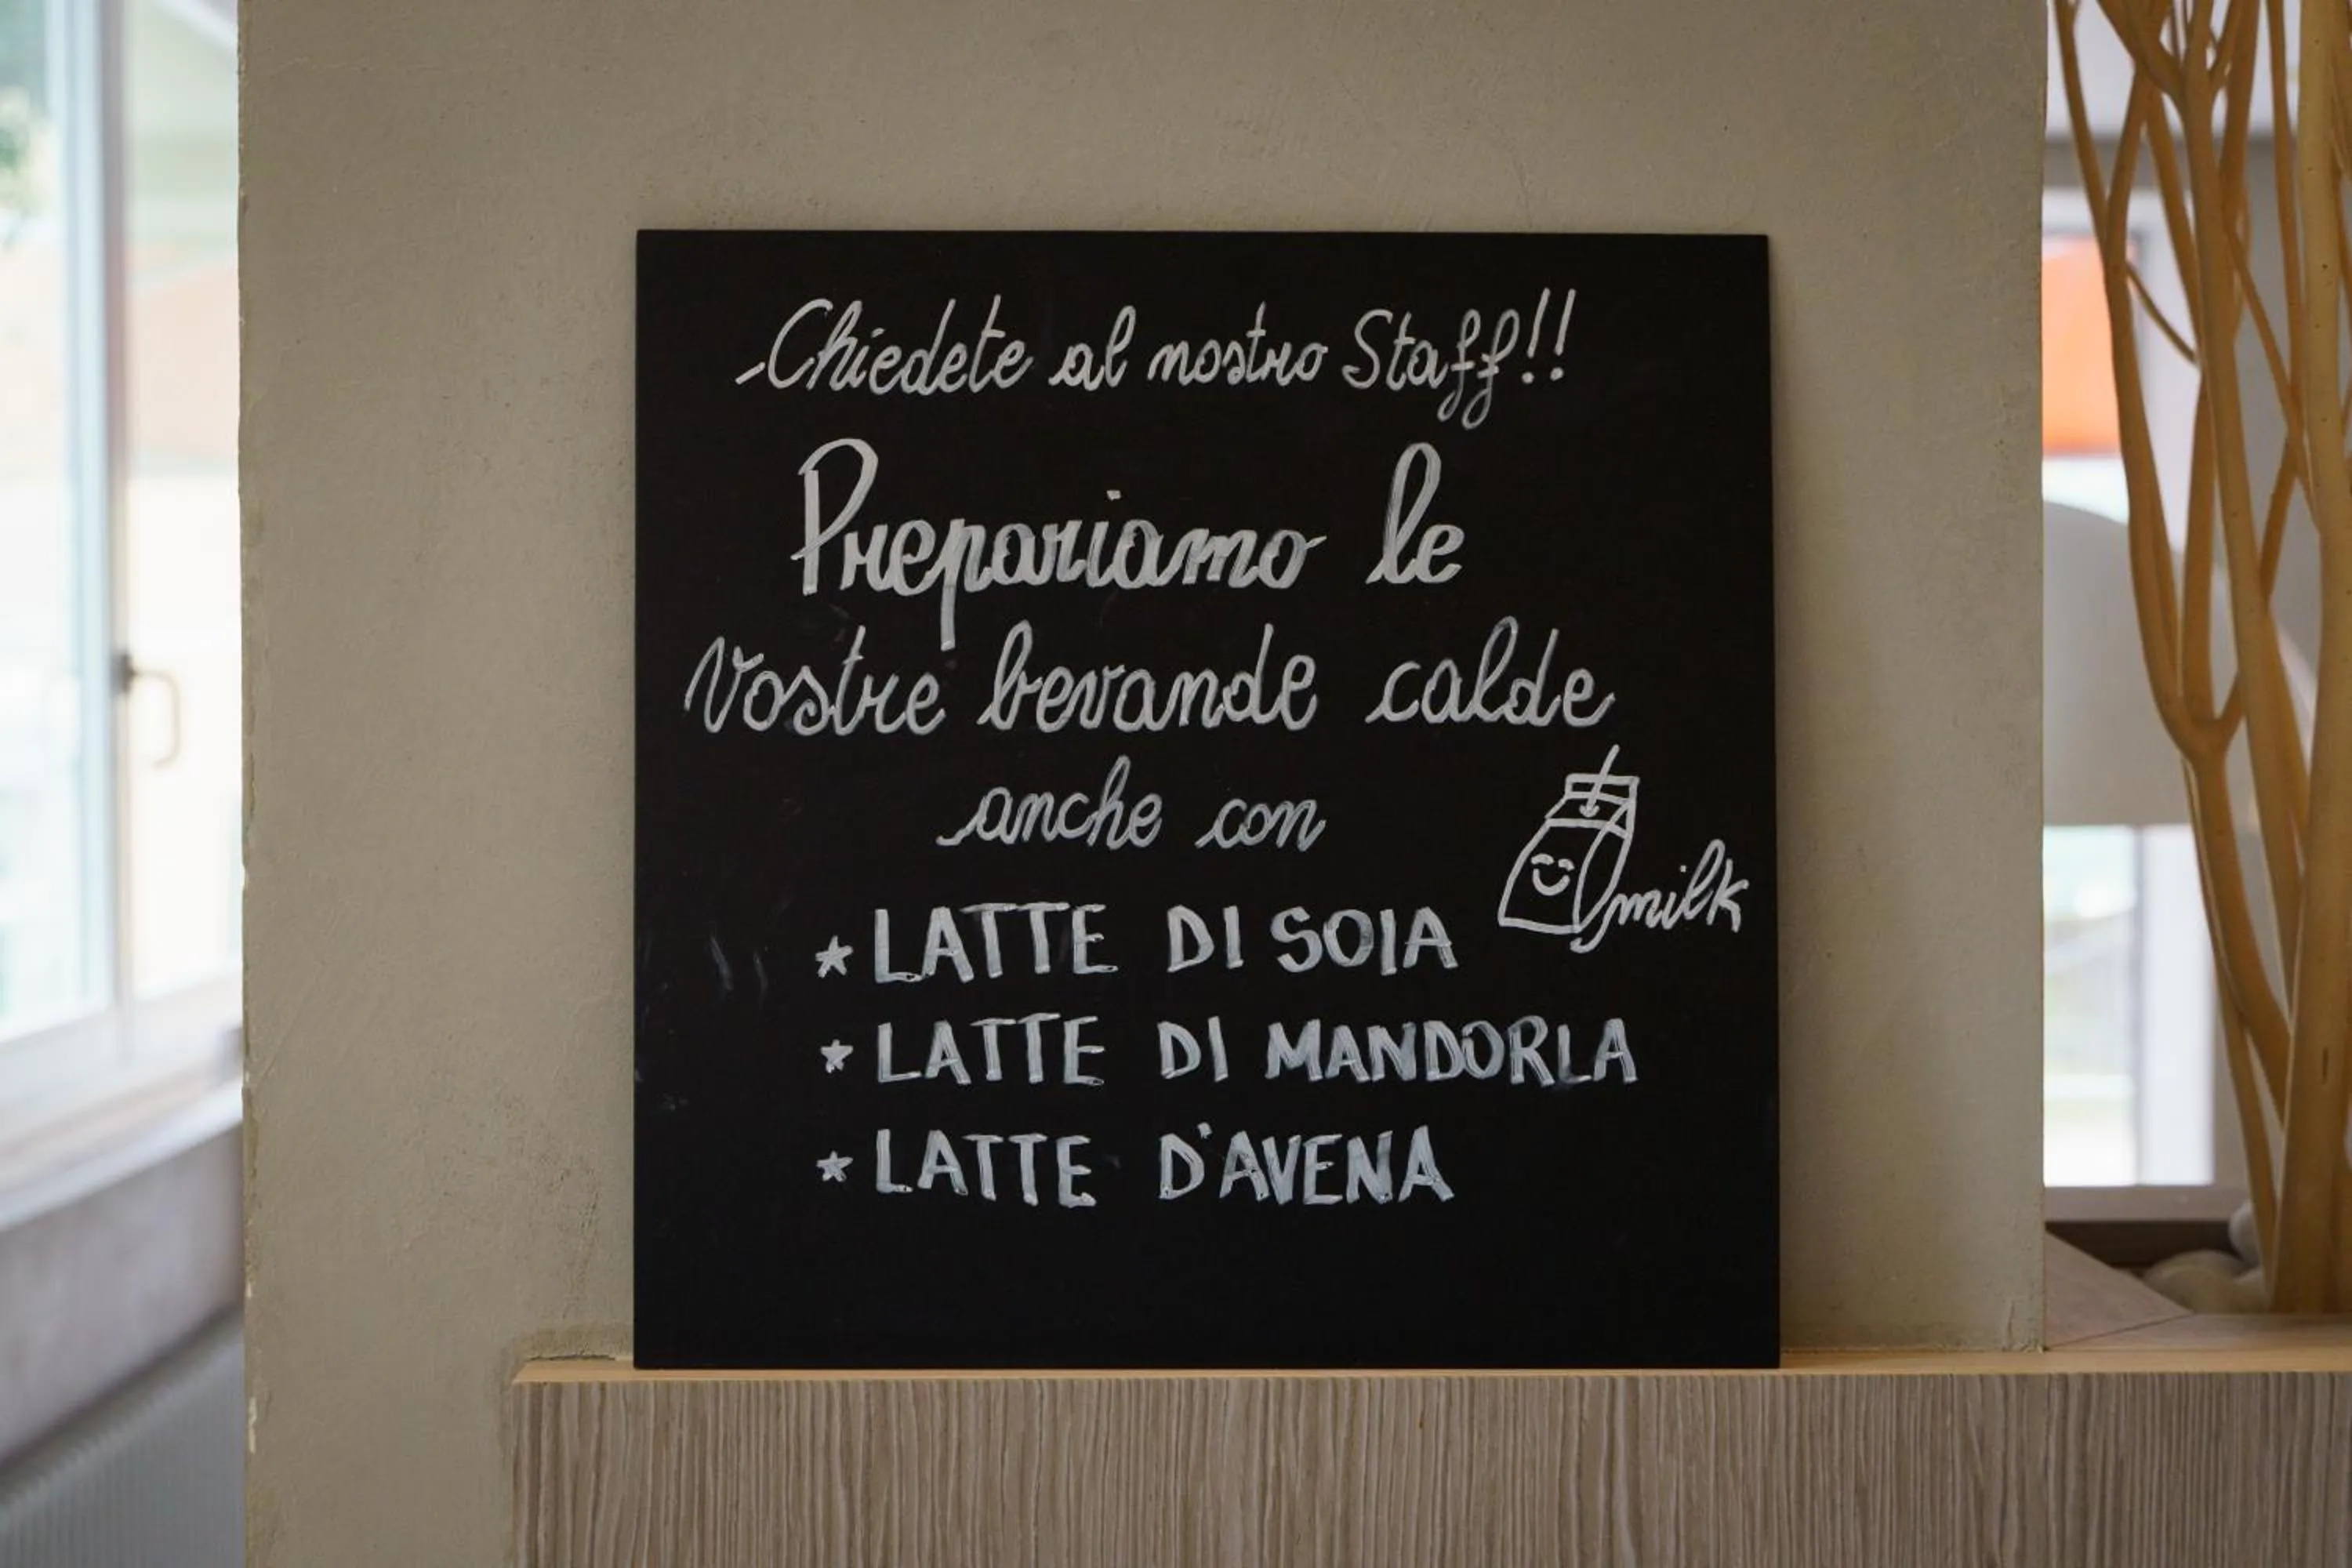 Chiedete al nostro Staff!!
Prepariamo le
Vostre bevande calde
anche con
milk
* LATTE DI SOIA
* LATTE DI MANDORLA
* LATTE D'AVENA